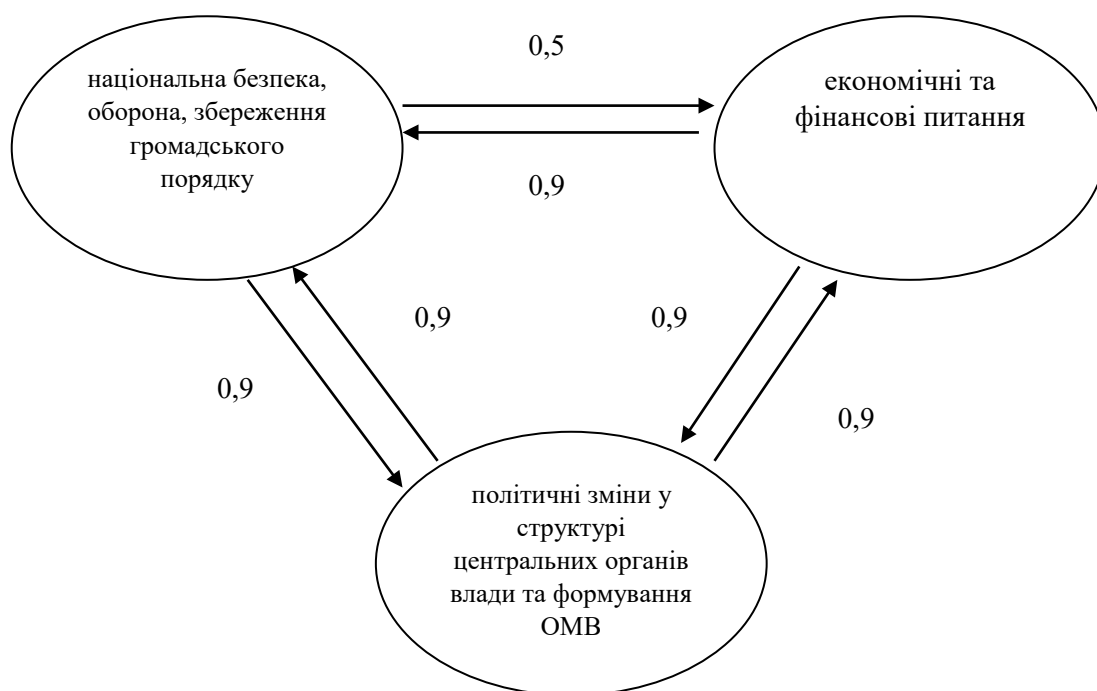 0,5
національна безпека,
оборона, збереження
громадського
порядку
економічні та
фінансові питання
0,9
0,9
0,9
0,9
0,9
політичні зміни у
структурі
центральних органів
влади та формування
ОМВ